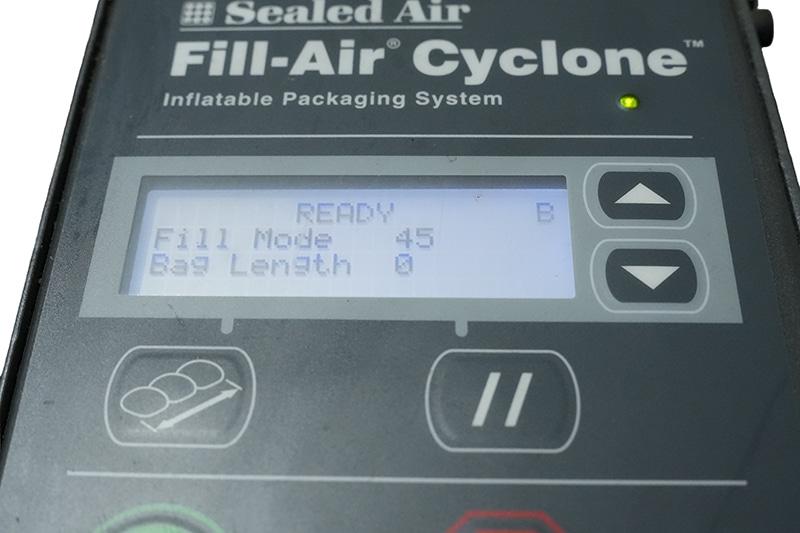 Sealed Air
Fill-Air® Cyclone™
Inflatable Packaging System
READY B
Fill Mode 45
Bag Length 0